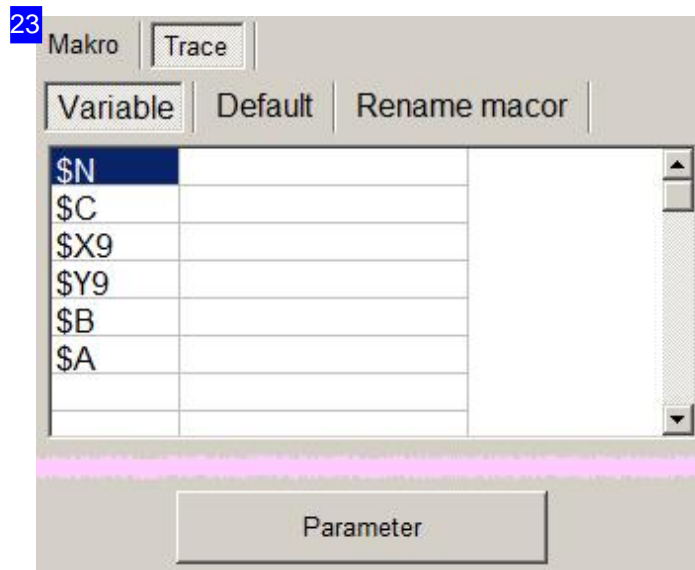 23
Makro Trace
Variable Default Rename macor
$N
$C
$X9
$Y9
$B
$A
Parameter